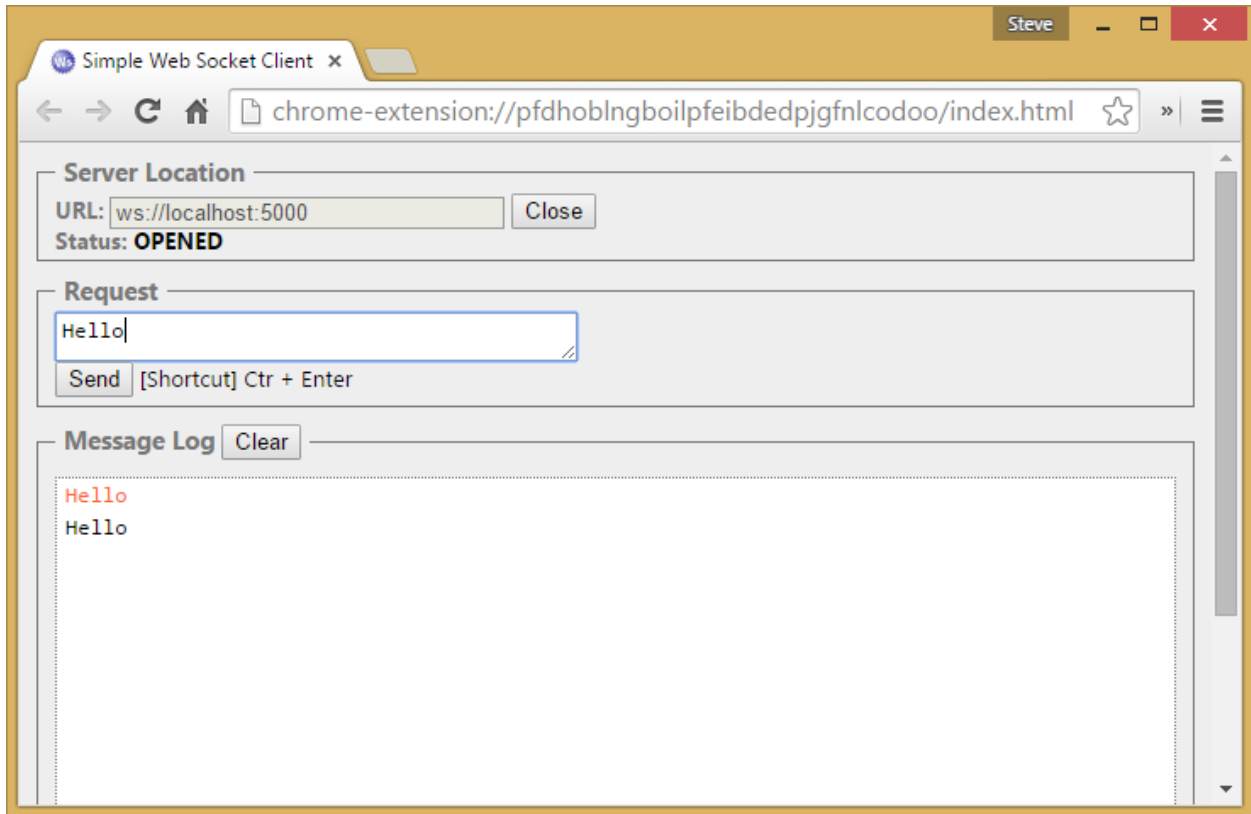 Steve
Simple Web Socket Client
chrome-extension://pfdhoblngboilpfeibdedpjgfnlcodoo/index.html
Server Location
URL: ws://localhost:5000 Close
Status: OPENED
Request
Hello
Send [Shortcut] Ctr + Enter
Message Log Clear
Hello
Hello